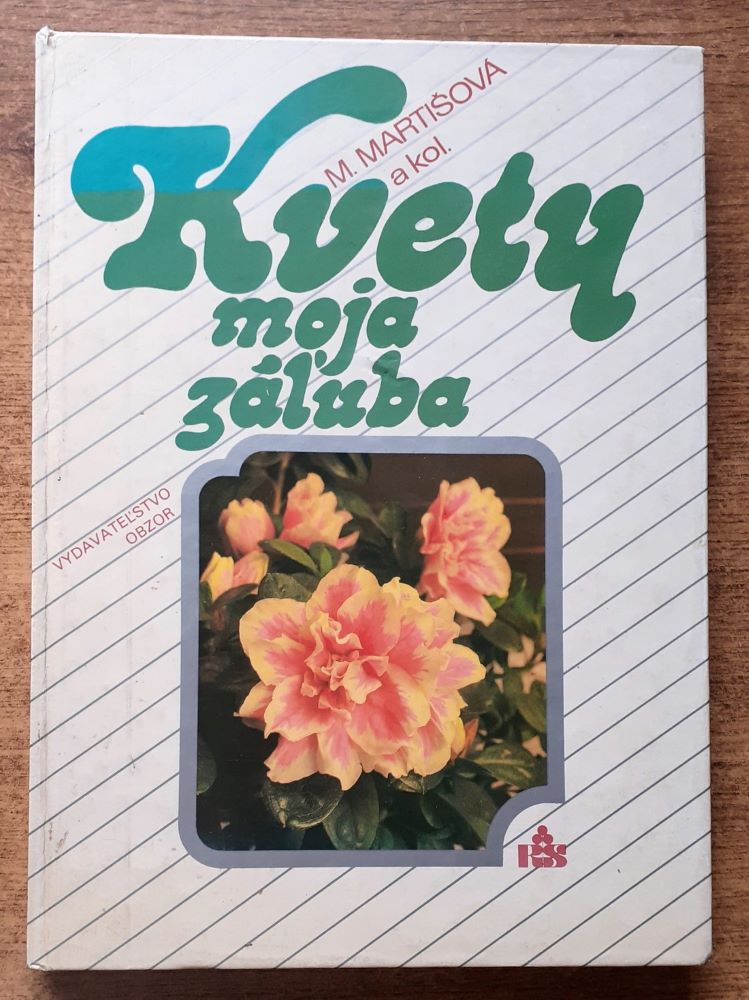 M. MARTIŠOVÁ
a kol.
Kvety
moja
záľuba
VYDAVATEĽSTVO
OBZOR